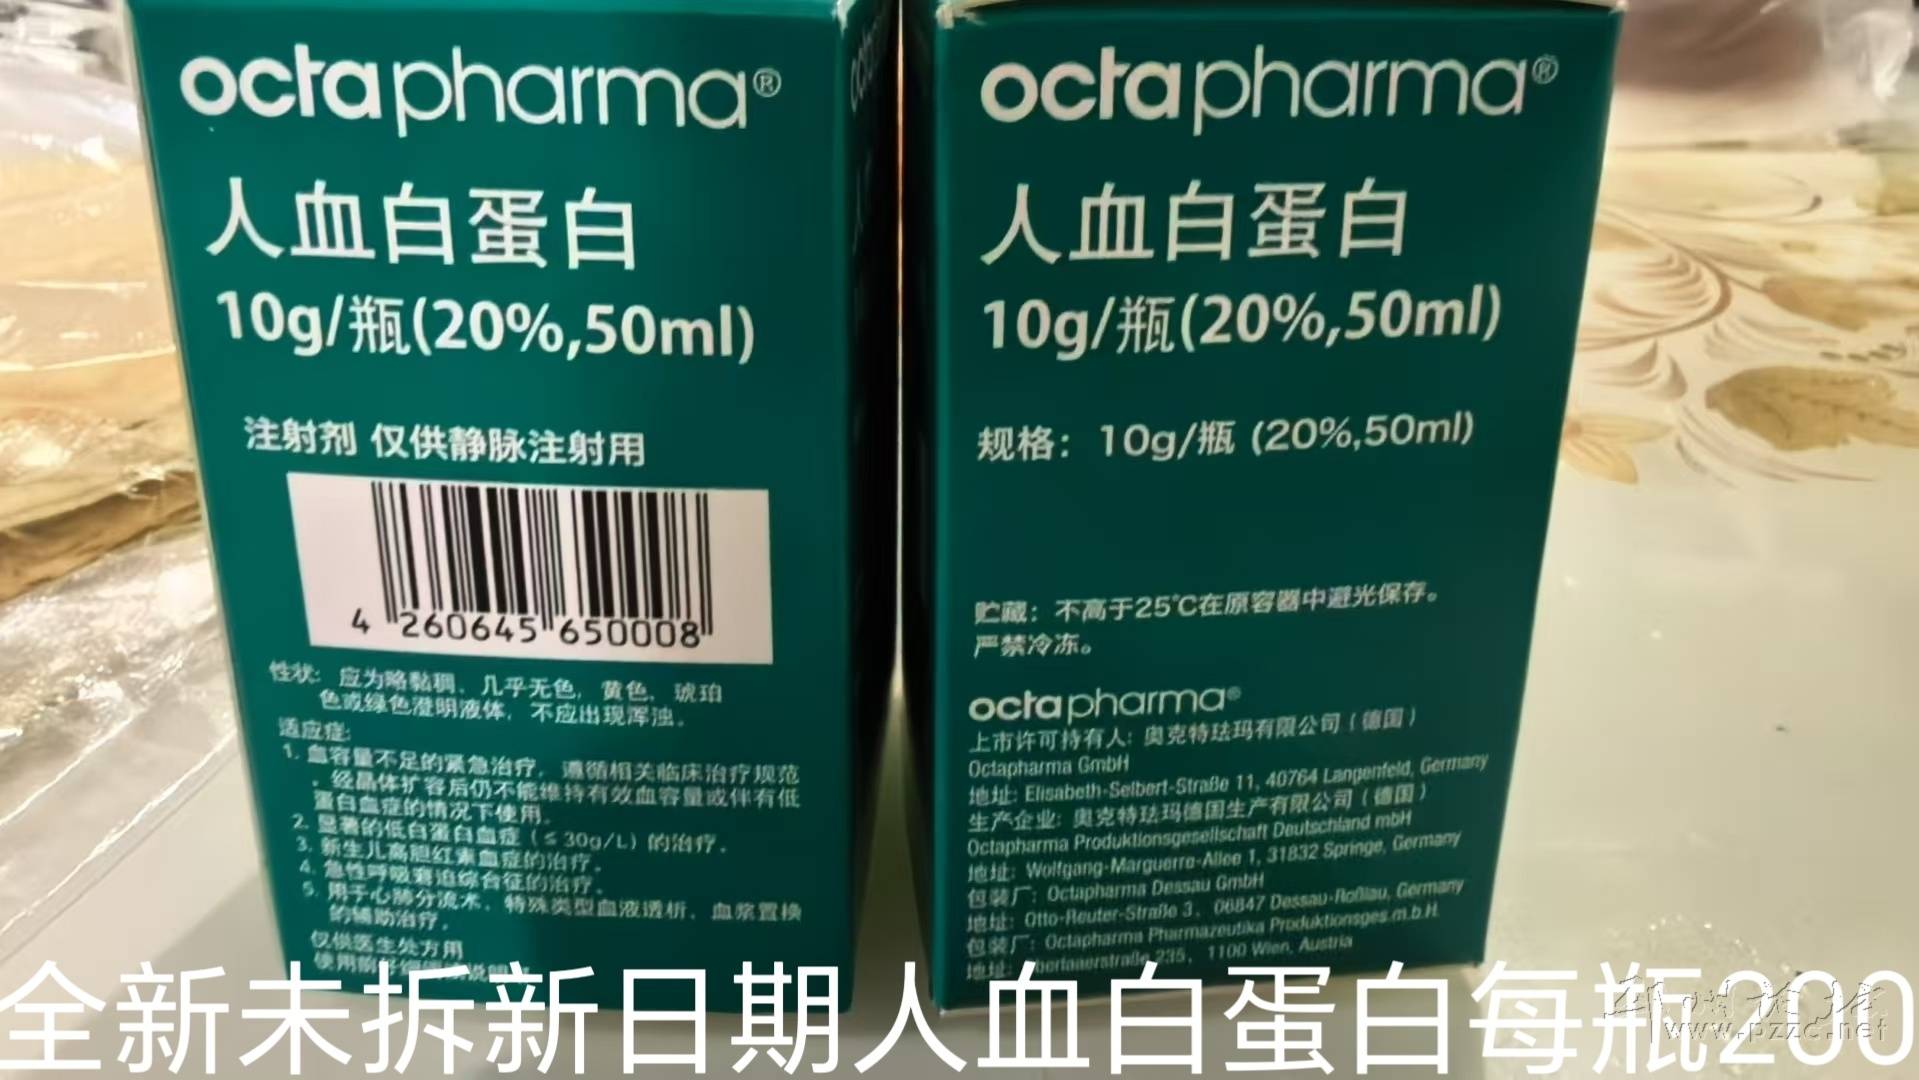 octapharma®
人血白蛋白
10g/瓶(20%,50ml)
注射剂 仅供静脉注射用
4 260645 650008
性状: 应为略黏稠、几乎无色, 黄色、琥珀
色或绿色澄明液体, 不应出现浑浊。
适应症:
1. 血容量不足的紧急治疗, 遵循相关临床治疗规范
, 经晶体扩容后仍不能维持有效血容量或伴有低
蛋白血症的情况下使用。
2. 显著的低白蛋白血症 (≤30g/L) 的治疗。
3. 新生儿高胆红素血症的治疗。
4. 急性呼吸窘迫综合征的治疗。
5. 用于心肺分流术、特殊类型血液透析、血浆置换
的辅助治疗。
仅供医生处方用
octapharma®
人血白蛋白
10g/瓶(20%,50ml)
规格: 10g/瓶 (20%,50ml)
贮藏: 不高于25℃在原容器中避光保存。
严禁冷冻。
octapharma®
上市许可持有人: 奥克特珐玛有限公司 (德国)
Octapharma GmbH
地址: Elisabeth-Selbert-Straße 11, 40764 Langenfeld, Germany
生产企业: 奥克特珐玛德国生产有限公司 (德国)
Octapharma Produktionsgesellschaft Deutschland mbH
地址: Wolfgang-Marguerre-Allee 1, 31832 Springe, Germany
包装厂: Octapharma Dessau GmbH
地址: Otto-Reuter-Straße 3, 06847 Dessau-Roßlau, Germany
包装厂: Octapharma Pharmazeutika Produktionsges.m.b.H.
地址: 235, 1100 Wien, Austria
全新未拆新日期人血白蛋白每瓶200
www.pzzc.net